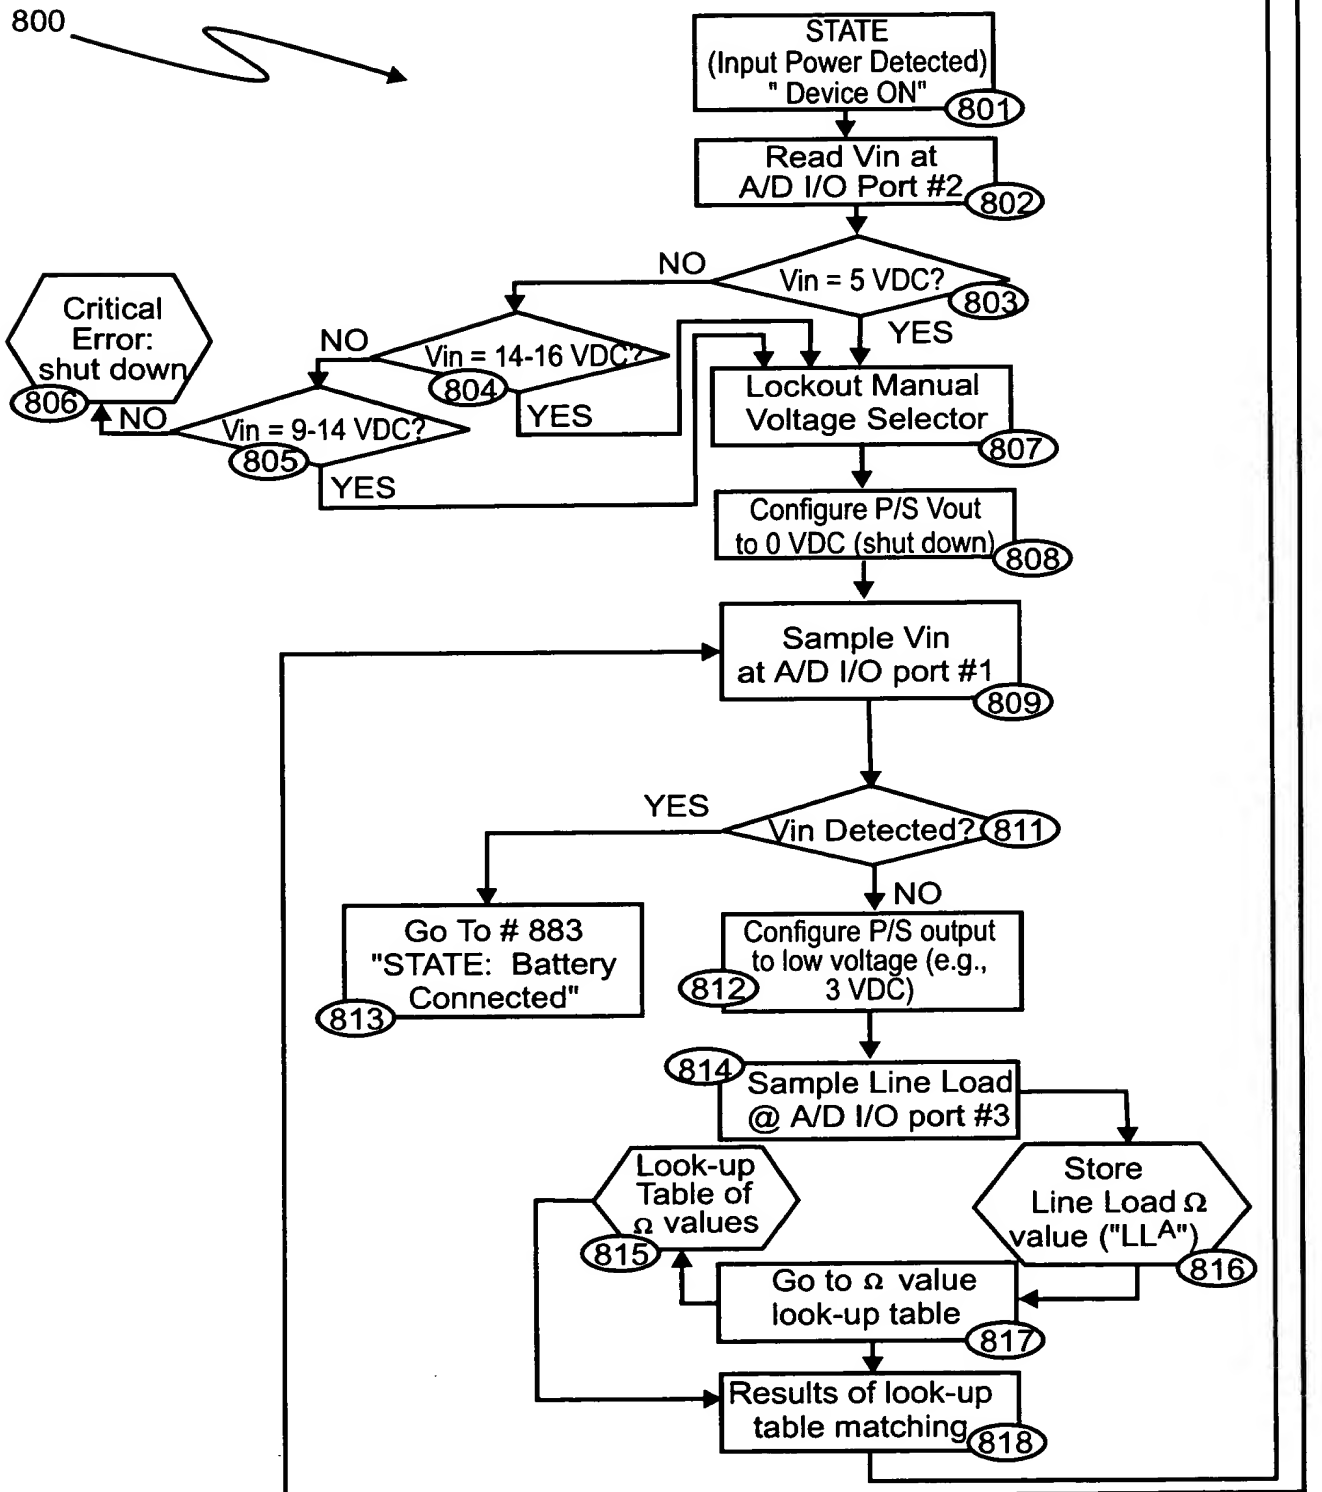 800
STATE
(Input Power Detected)
" Device ON"
801
Read Vin at
A/D I/O Port #2
802
Vin = 5 VDC?
803
NO
YES
Vin = 14-16 VDC?
804
NO
YES
Vin = 9-14 VDC?
805
NO
YES
Critical
Error:
shut down
806
Lockout Manual
Voltage Selector
807
Configure P/S Vout
to 0 VDC (shut down)
808
Sample Vin
at A/D I/O port #1
809
Vin Detected?
811
YES
NO
Go To # 883
"STATE: Battery
Connected"
813
Configure P/S output
to low voltage (e.g.,
3 VDC)
812
814
Sample Line Load
@ A/D I/O port #3
Look-up
Table of
Ω values
815
Store
Line Load Ω
value ("LLᴬ")
816
Go to Ω value
look-up table
817
Results of look-up
table matching
818